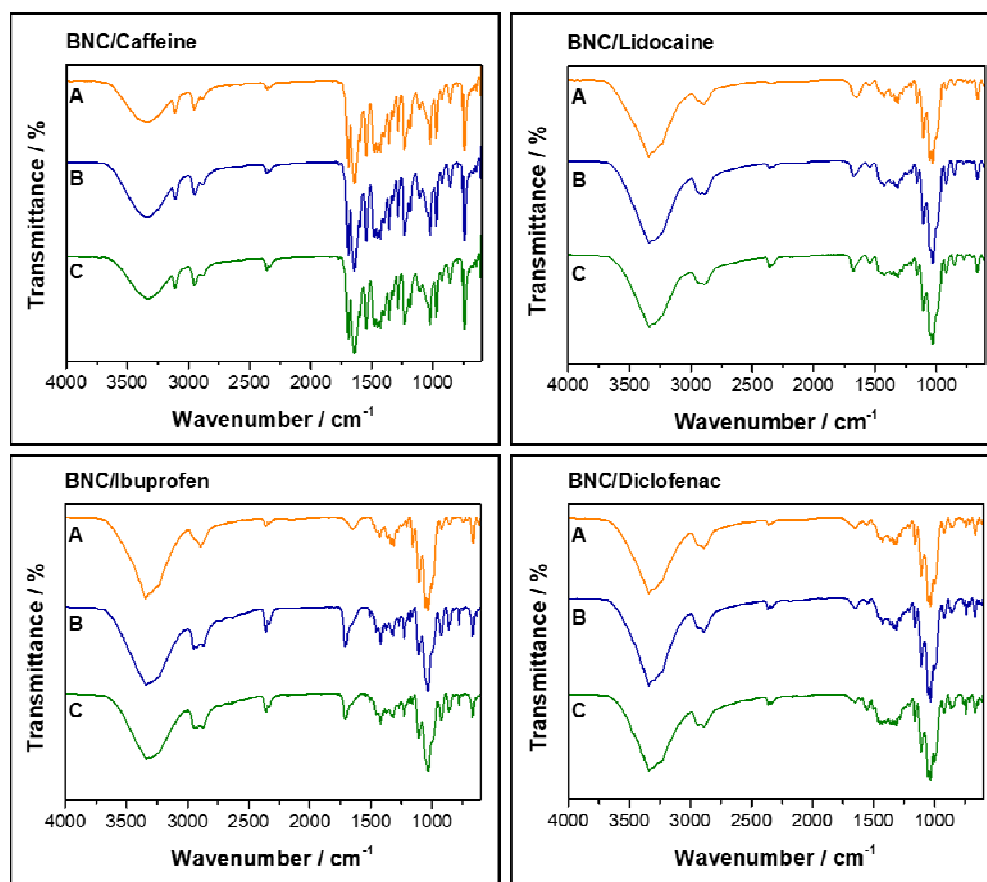 BNC/Caffeine
A
B
C
Transmittance / %
4000 3500 3000 2500 2000 1500 1000
Wavenumber / cm⁻¹
BNC/Lidocaine
A
B
C
Transmittance / %
4000 3500 3000 2500 2000 1500 1000
Wavenumber / cm⁻¹
BNC/Ibuprofen
A
B
C
Transmittance / %
4000 3500 3000 2500 2000 1500 1000
Wavenumber / cm⁻¹
BNC/Diclofenac
A
B
C
Transmittance / %
4000 3500 3000 2500 2000 1500 1000
Wavenumber / cm⁻¹